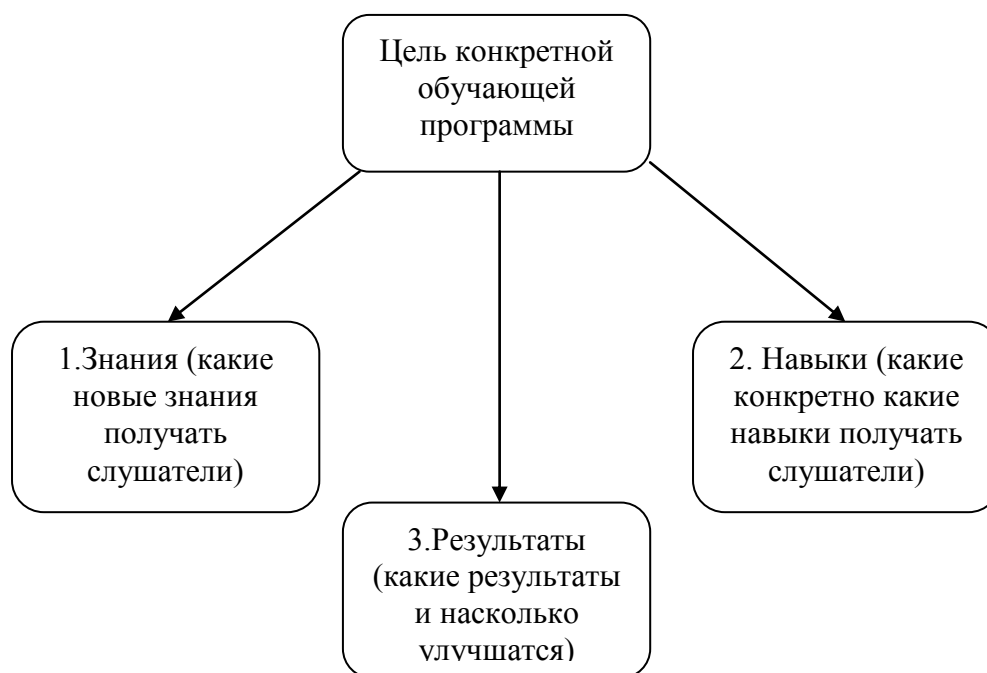 Цель конкретной
обучающей
программы
1.Знания (какие
новые знания
получать
слушатели)
2. Навыки (какие
конкретно какие
навыки получать
слушатели)
3.Результаты
(какие результаты
и насколько
улучшатся)